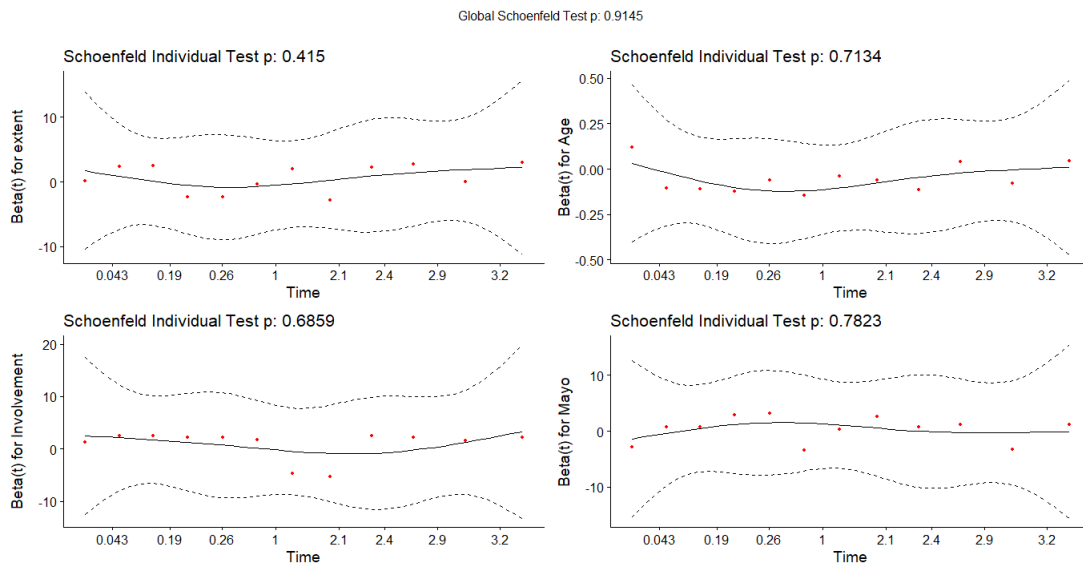 Global Schoenfeld Test p: 0.9145
Schoenfeld Individual Test p: 0.415
Beta(t) for extent
10
0
-10
0.043 0.19 0.26 1 2.1 2.4 2.9 3.2
Time
Schoenfeld Individual Test p: 0.7134
Beta(t) for Age
0.50
0.25
0.00
-0.25
-0.50
0.043 0.19 0.26 1 2.1 2.4 2.9 3.2
Time
Schoenfeld Individual Test p: 0.6859
Beta(t) for Involvement
20
10
0
-10
0.043 0.19 0.26 1 2.1 2.4 2.9 3.2
Time
Schoenfeld Individual Test p: 0.7823
Beta(t) for Mayo
10
0
-10
0.043 0.19 0.26 1 2.1 2.4 2.9 3.2
Time